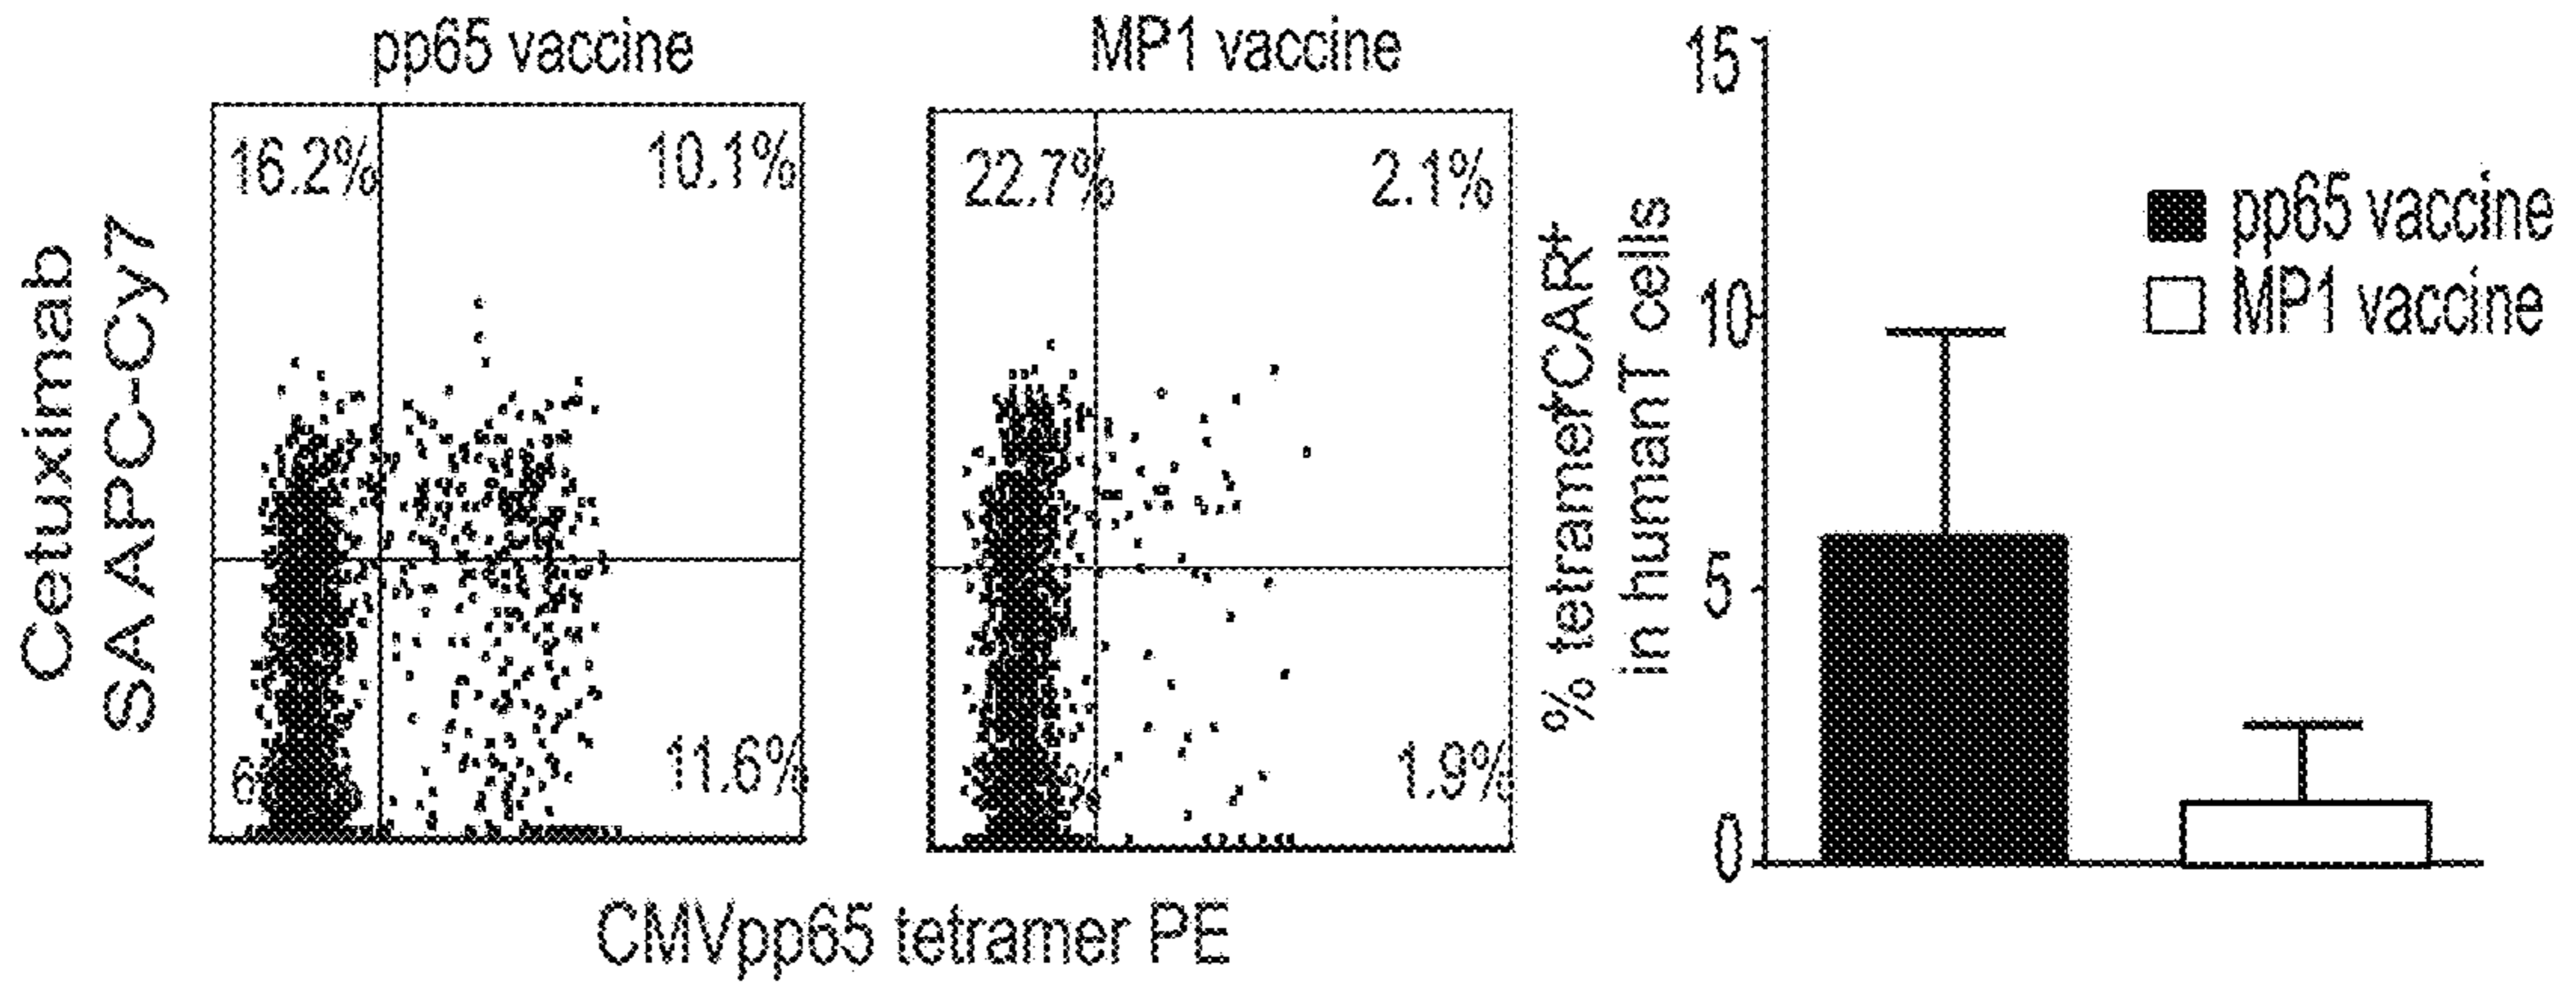 pp65 vaccine
16.2%
10.1%
11.6%
Cetuximab
SA APC-Cy7
MP1 vaccine
22.7%
2.1%
%
1.9%
CMVpp65 tetramer PE
% tetramer⁺CAR⁺
in humanT cells
15
10
5
0
pp65 vaccine
MP1 vaccine